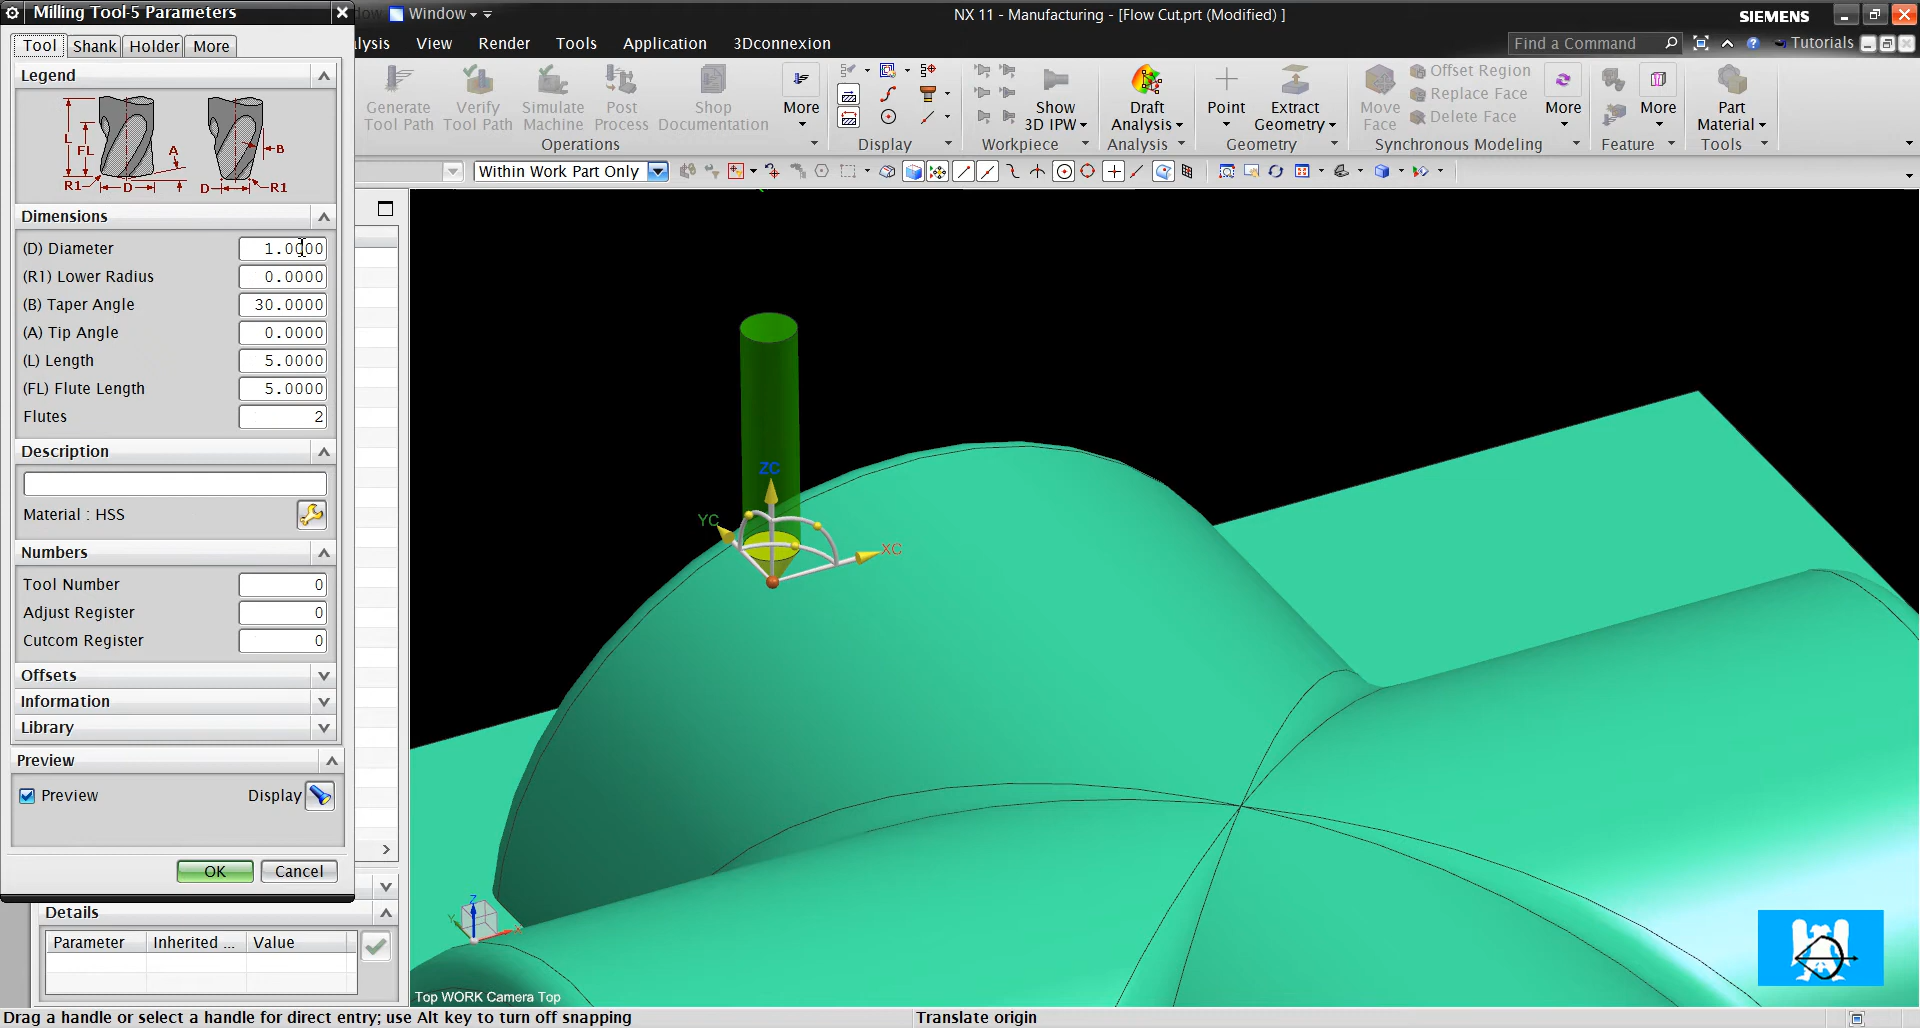 Milling Tool-5 Parameters
Window
NX 11 - Manufacturing - [Flow Cut.prt (Modified) ]
SIEMENS
Tool Shank Holder More
View Render Tools Application 3Dconnexion
Find a Command
Tutorials
Legend
L FL A B
R1 D D R1
Generate Tool Path
Verify Tool Path
Simulate Machine
Post Process
Shop Documentation
More
Operations
Display
Show 3D IPW
Workpiece
Draft Analysis
Analysis
Point
Extract Geometry
Geometry
Move Face
Offset Region
Replace Face
Delete Face
More
Synchronous Modeling
More
Feature
Part Material
Tools
Within Work Part Only
Dimensions
(D) Diameter 1.0000
(R1) Lower Radius 0.0000
(B) Taper Angle 30.0000
(A) Tip Angle 0.0000
(L) Length 5.0000
(FL) Flute Length 5.0000
Flutes 2
Description
Material : HSS
Numbers
Tool Number 0
Adjust Register 0
Cutcom Register 0
Offsets
Information
Library
Preview
Preview Display
OK Cancel
Details
Parameter Inherited ... Value
ZC
YC
XC
Z
Y
Top WORK Camera Top
Drag a handle or select a handle for direct entry; use Alt key to turn off snapping
Translate origin